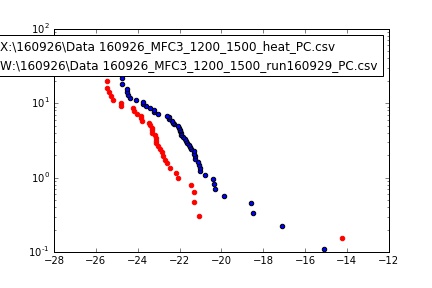 10²
X:\160926\Data 160926_MFC3_1200_1500_heat_PC.csv
W:\160926\Data 160926_MFC3_1200_1500_run160929_PC.csv
10¹
10⁰
10⁻¹
−28 −26 −24 −22 −20 −18 −16 −14 −12